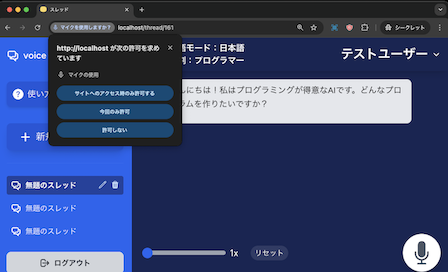 スレッド
マイクを使用しますか?
localhost/thread/161
シークレット
http://localhost が次の許可を求めています
マイクの使用
サイトへのアクセス時のみ許可する
今回のみ許可
許可しない
voice
語モード：日本語
割：プログラマー
テストユーザー
使い方
んにちは！私はプログラミングが得意なAIです。どんなプロ
ラムを作りたいですか？
新規
無題のスレッド
無題のスレッド
無題のスレッド
1x
リセット
ログアウト